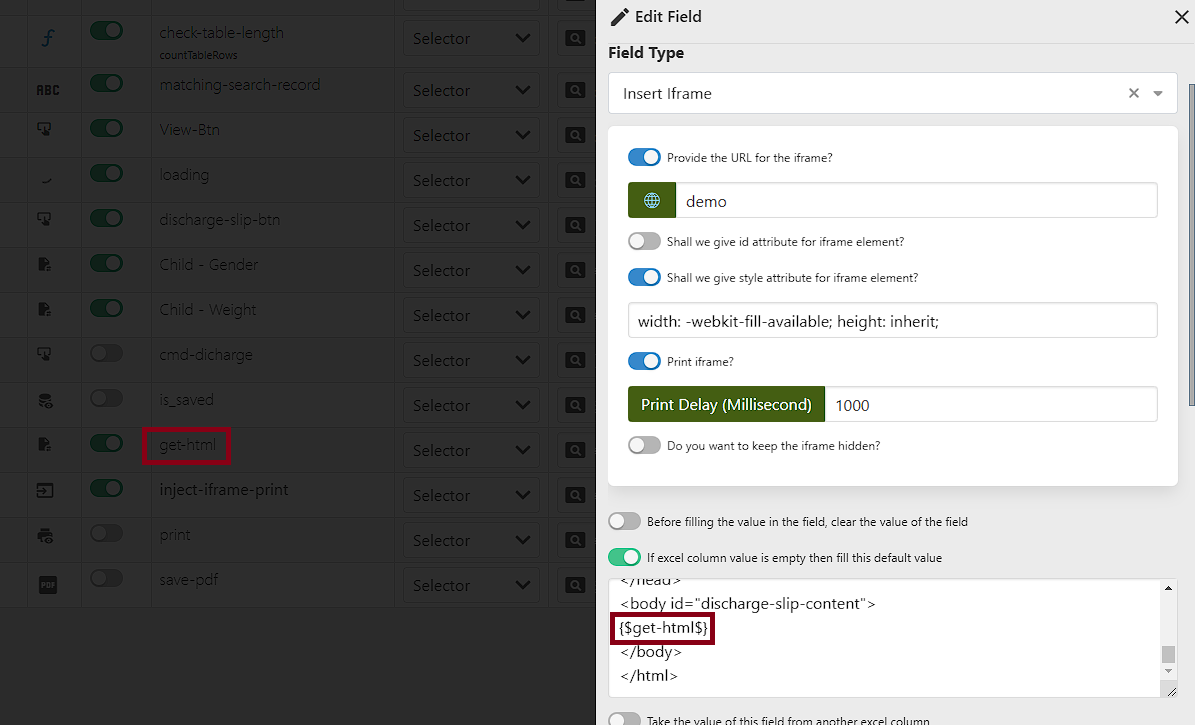 check-table-length
Selector
countTableRows
ABC
matching-search-record
Selector
View-Btn
Selector
loading
Selector
discharge-slip-btn
Selector
Child - Gender
Selector
Child - Weight
Selector
cmd-dicharge
Selector
is_saved
Selector
get-html
Selector
inject-iframe-print
Selector
print
Selector
PDF
save-pdf
Selector
Edit Field
Field Type
Insert Iframe
Provide the URL for the iframe?
demo
Shall we give id attribute for iframe element?
Shall we give style attribute for iframe element?
width: -webkit-fill-available; height: inherit;
Print iframe?
Print Delay (Millisecond) 1000
Do you want to keep the iframe hidden?
Before filling the value in the field, clear the value of the field
If excel column value is empty then fill this default value
</head>
<body id="discharge-slip-content">
{$get-html$}
</body>
</html>
Take the value of this field from another excel column